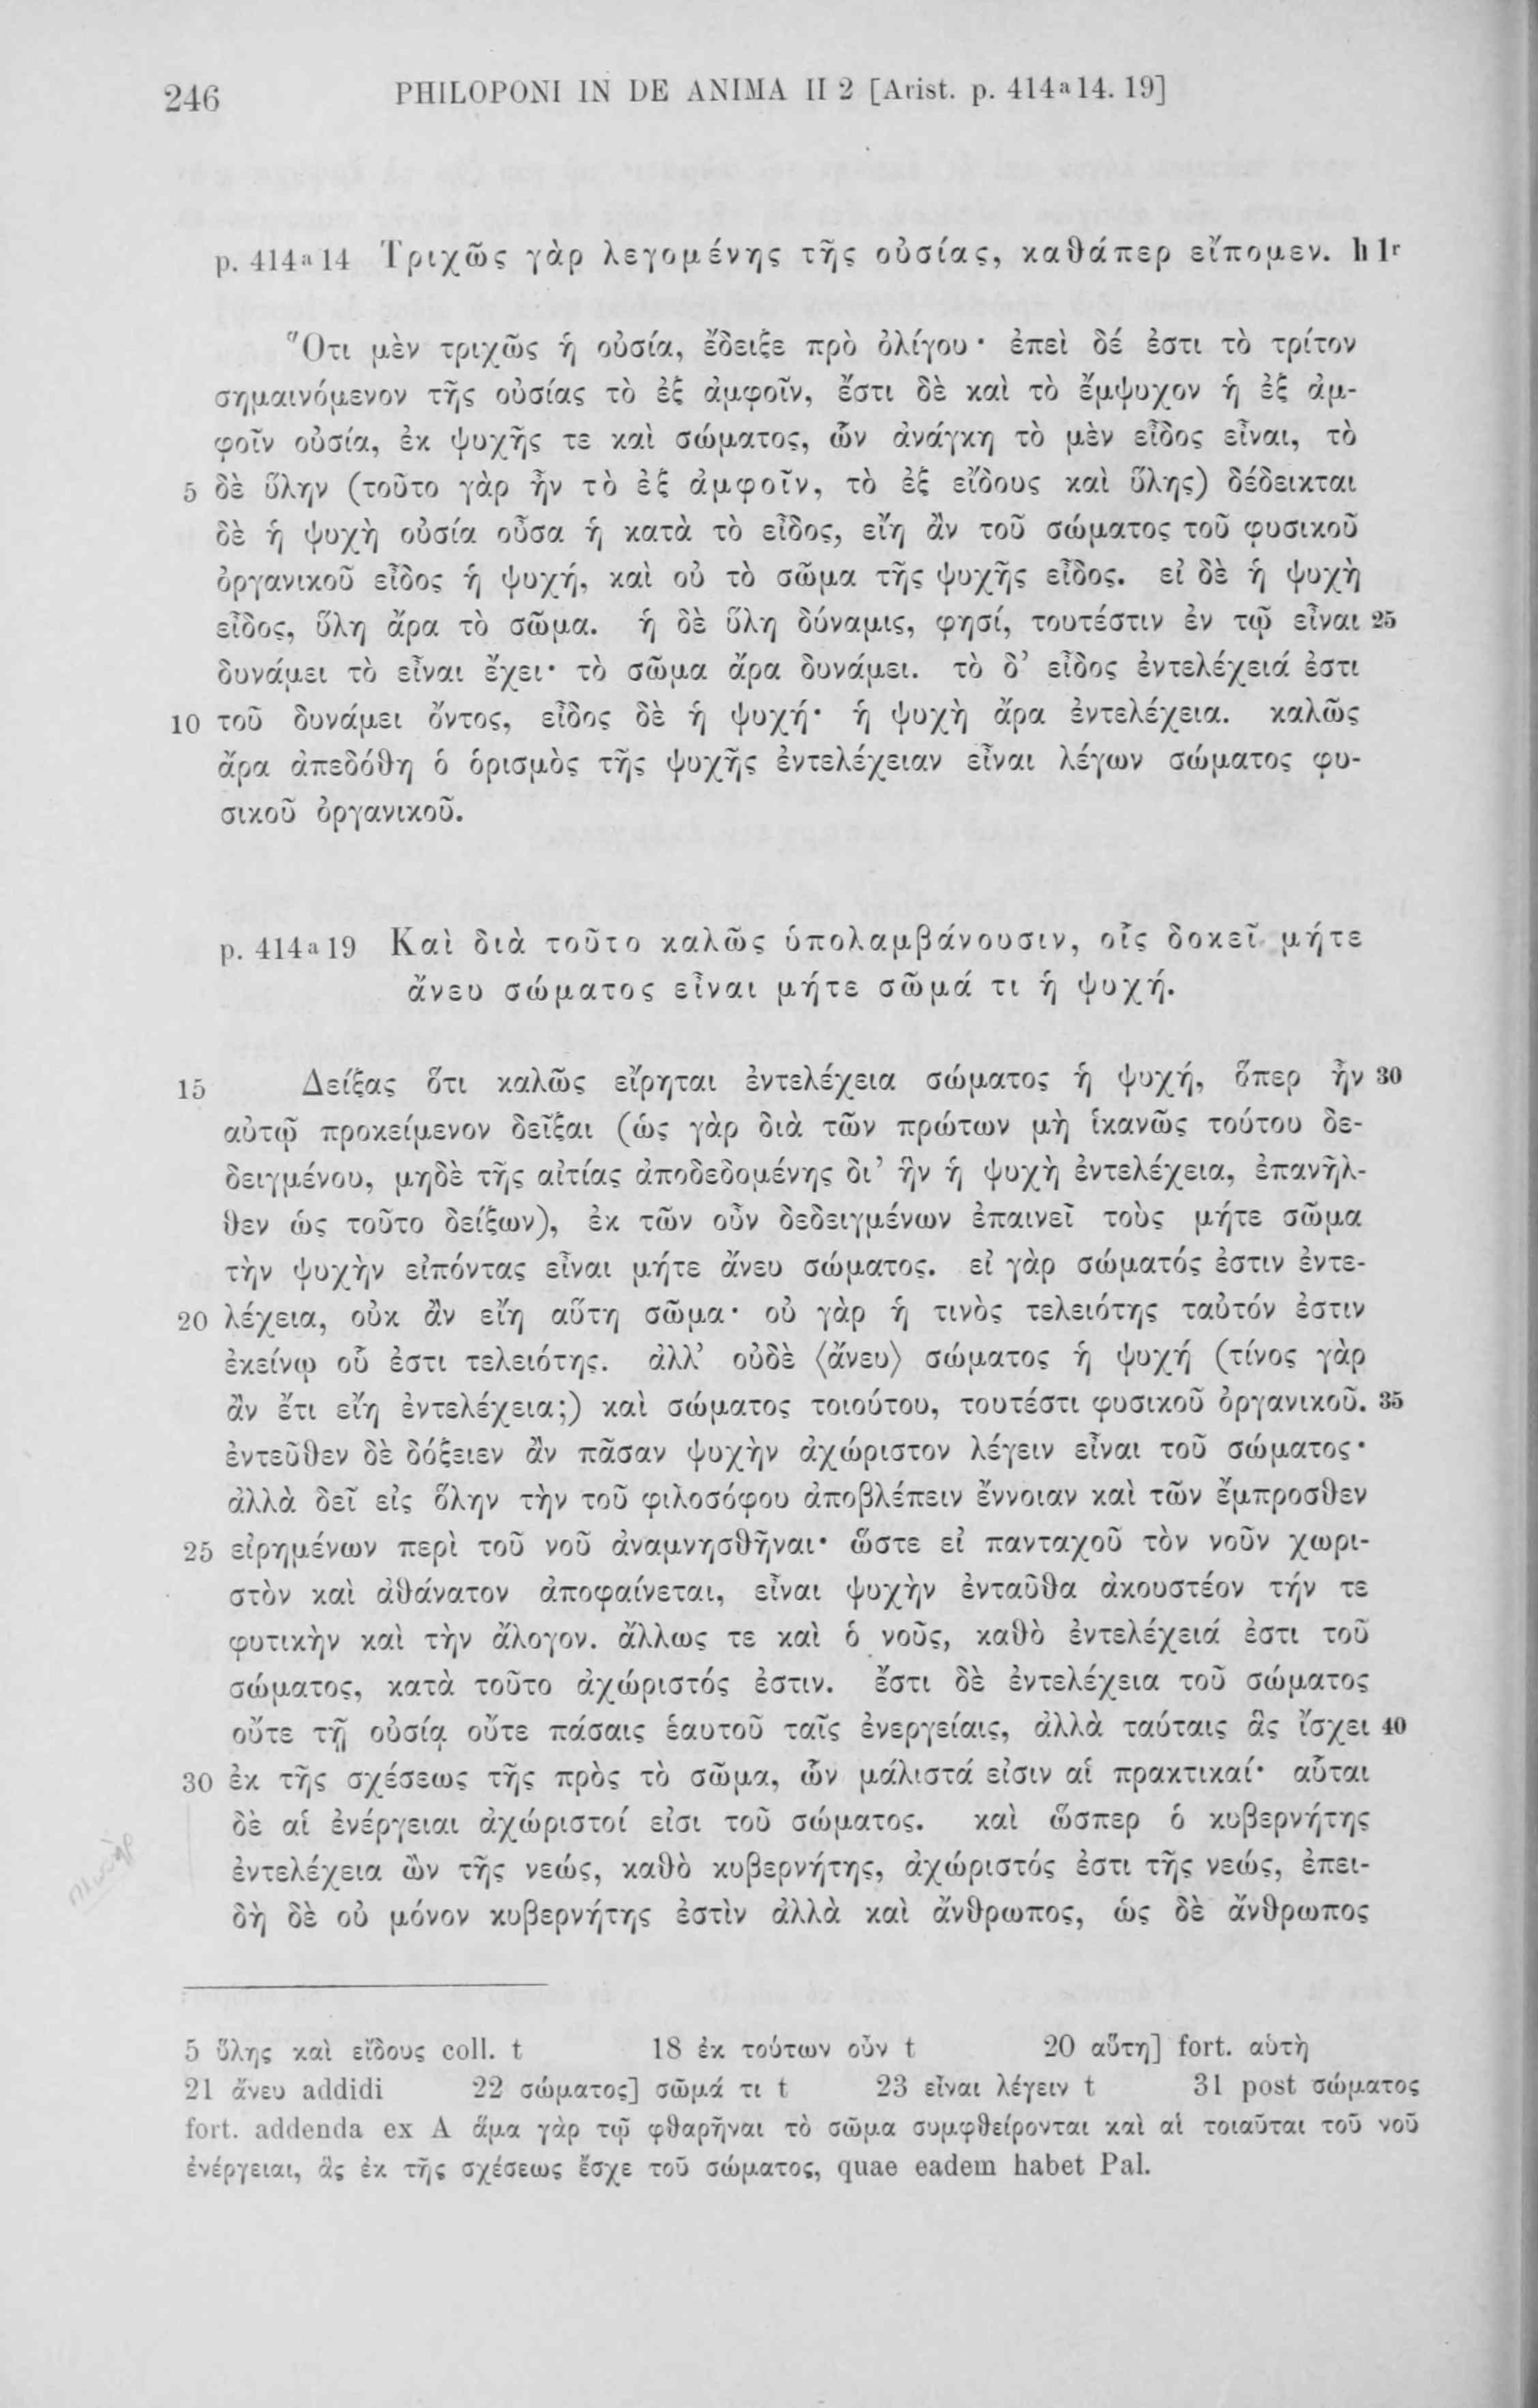 246 PHILOPONI IN DE ANIMA II 2 [Arist. p. 414a14. 19]
p. 414a14 Τριχῶς γὰρ λεγομένης τῆς οὐσίας, καθάπερ εἴπομεν. h 1r
Ὅτι μὲν τριχῶς ἡ οὐσία, ἔδειξε πρὸ ὀλίγου· ἐπεὶ δέ ἐστι τὸ τρίτον
σημαινόμενον τῆς οὐσίας τὸ ἐξ ἀμφοῖν, ἔστι δὲ καὶ τὸ ἔμψυχον ἡ ἐξ ἀμ-
φοῖν οὐσία, ἐκ ψυχῆς τε καὶ σώματος, ὧν ἀνάγκη τὸ μὲν εἶδος εἶναι, τὸ
5 δὲ ὕλην (τοῦτο γὰρ ἦν τὸ ἐξ ἀμφοῖν, τὸ ἐξ εἴδους καὶ ὕλης) δέδεικται
δὲ ἡ ψυχὴ οὐσία οὖσα ἡ κατὰ τὸ εἶδος, εἴη ἂν τοῦ σώματος τοῦ φυσικοῦ
ὀργανικοῦ εἶδος ἡ ψυχή, καὶ οὐ τὸ σῶμα τῆς ψυχῆς εἶδος. εἰ δὲ ἡ ψυχὴ
εἶδος, ὕλη ἄρα τὸ σῶμα. ἡ δὲ ὕλη δύναμις, φησί, τουτέστιν ἐν τῷ εἶναι 25
δυνάμει τὸ εἶναι ἔχει· τὸ σῶμα ἄρα δυνάμει. τὸ δ’ εἶδος ἐντελέχειά ἐστι
10 τοῦ δυνάμει ὄντος, εἶδος δὲ ἡ ψυχή· ἡ ψυχὴ ἄρα ἐντελέχεια. καλῶς
ἄρα ἀπεδόθη ὁ ὁρισμὸς τῆς ψυχῆς ἐντελέχειαν εἶναι λέγων σώματος φυ-
σικοῦ ὀργανικοῦ.
p. 414a19 Καὶ διὰ τοῦτο καλῶς ὑπολαμβάνουσιν, οἷς δοκεῖ μήτε
ἄνευ σώματος εἶναι μήτε σῶμά τι ἡ ψυχή.
15 Δείξας ὅτι καλῶς εἴρηται ἐντελέχεια σώματος ἡ ψυχή, ὅπερ ἦν 30
αὐτῷ προκείμενον δεῖξαι (ὡς γὰρ διὰ τῶν πρώτων μὴ ἱκανῶς τούτου δε-
δειγμένου, μηδὲ τῆς αἰτίας ἀποδεδομένης δι’ ἣν ἡ ψυχὴ ἐντελέχεια, ἐπανῆλ-
θεν ὡς τοῦτο δείξων), ἐκ τῶν οὖν δεδειγμένων ἐπαινεῖ τοὺς μήτε σῶμα
τὴν ψυχὴν εἰπόντας εἶναι μήτε ἄνευ σώματος. εἰ γὰρ σώματός ἐστιν ἐντε-
20 λέχεια, οὐκ ἂν εἴη αὕτη σῶμα· οὐ γὰρ ἡ τινὸς τελειότης ταὐτόν ἐστιν
ἐκείνῳ οὗ ἐστι τελειότης. ἀλλ’ οὐδὲ ⟨ἄνευ⟩ σώματος ἡ ψυχή (τίνος γὰρ
ἂν ἔτι εἴη ἐντελέχεια;) καὶ σώματος τοιούτου, τουτέστι φυσικοῦ ὀργανικοῦ. 35
ἐντεῦθεν δὲ δόξειεν ἂν πᾶσαν ψυχὴν ἀχώριστον λέγειν εἶναι τοῦ σώματος·
ἀλλὰ δεῖ εἰς ὅλην τὴν τοῦ φιλοσόφου ἀποβλέπειν ἔννοιαν καὶ τῶν ἔμπροσθεν
25 εἰρημένων περὶ τοῦ νοῦ ἀναμνησθῆναι· ὥστε εἰ πανταχοῦ τὸν νοῦν χωρι-
στὸν καὶ ἀθάνατον ἀποφαίνεται, εἶναι ψυχὴν ἐνταῦθα ἀκουστέον τήν τε
φυτικὴν καὶ τὴν ἄλογον. ἄλλως τε καὶ ὁ νοῦς, καθὸ ἐντελέχειά ἐστι τοῦ
σώματος, κατὰ τοῦτο ἀχώριστός ἐστιν. ἔστι δὲ ἐντελέχεια τοῦ σώματος
οὔτε τῇ οὐσίᾳ οὔτε πάσαις ἑαυτοῦ ταῖς ἐνεργείαις, ἀλλὰ ταύταις ἃς ἴσχει 40
30 ἐκ τῆς σχέσεως τῆς πρὸς τὸ σῶμα, ὧν μάλιστά εἰσιν αἱ πρακτικαί· αὗται
δὲ αἱ ἐνέργειαι ἀχώριστοί εἰσι τοῦ σώματος. καὶ ὥσπερ ὁ κυβερνήτης
ἐντελέχεια ὢν τῆς νεώς, καθὸ κυβερνήτης, ἀχώριστός ἐστι τῆς νεώς, ἐπει-
δὴ δὲ οὐ μόνον κυβερνήτης ἐστὶν ἀλλὰ καὶ ἄνθρωπος, ὡς δὲ ἄνθρωπος
5 ὕλης καὶ εἴδους coll. t 18 ἐκ τούτων οὖν t 20 αὕτη] fort. αὐτὴ
21 ἄνευ addidi 22 σώματος] σῶμά τι t 23 εἶναι λέγειν t 31 post σώματος
fort. addenda ex A ἅμα γὰρ τῷ φθαρῆναι τὸ σῶμα συμφθείρονται καὶ αἱ τοιαῦται τοῦ νοῦ
ἐνέργειαι, ἃς ἐκ τῆς σχέσεως ἔσχε τοῦ σώματος, quae eadem habet Pal.